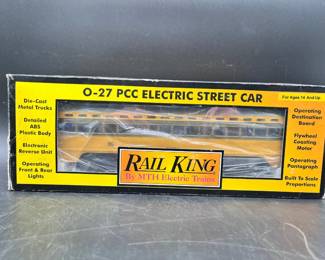 O-27 PCC ELECTRIC STREET CAR
For Ages 14 And Up
Die-Cast
Metal Trucks
Detailed
ABS
Plastic Body
Electronic
Reverse Unit
Operating
Front & Rear
Lights
RAIL KING
By MTH Electric Trains
Operating
Destination
Board
Flywheel
Coasting
Motor
Operating
Pantograph
Built To Scale
Proportions